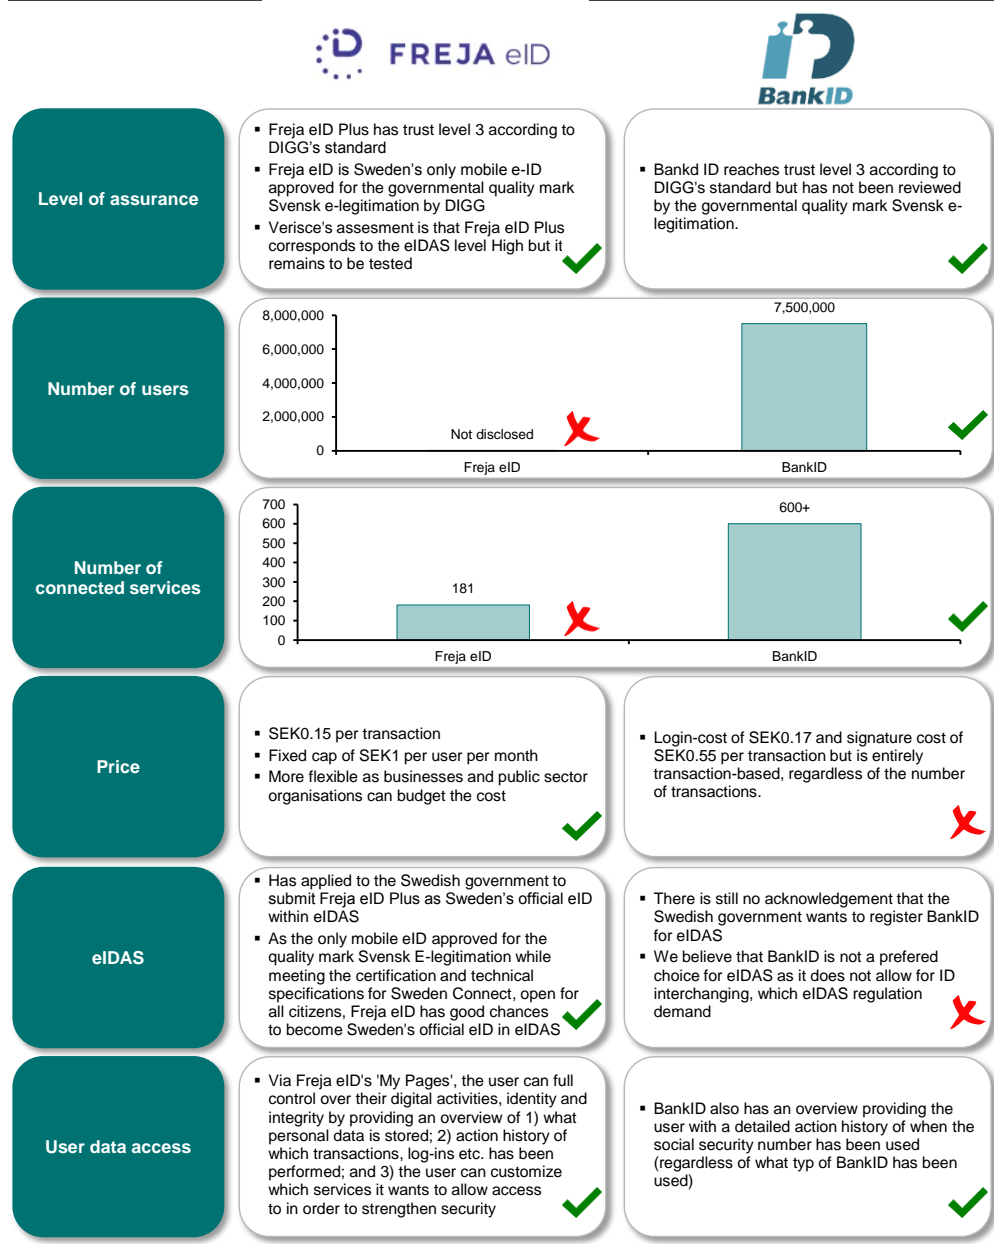 FREJA eID
BankID
Level of assurance
▪ Freja eID Plus has trust level 3 according to
DIGG's standard
▪ Freja eID is Sweden's only mobile e-ID
approved for the governmental quality mark
Svensk e-legitimation by DIGG
▪ Verisce's assesment is that Freja eID Plus
corresponds to the eIDAS level High but it
remains to be tested
▪ Bankd ID reaches trust level 3 according to
DIGG's standard but has not been reviewed
by the governmental quality mark Svensk e-
legitimation.
Number of users
8,000,000
6,000,000
4,000,000
2,000,000
0
Not disclosed
7,500,000
Freja eID
BankID
Number of
connected services
700
600
500
400
300
200
100
0
181
600+
Freja eID
BankID
Price
▪ SEK0.15 per transaction
▪ Fixed cap of SEK1 per user per month
▪ More flexible as businesses and public sector
organisations can budget the cost
▪ Login-cost of SEK0.17 and signature cost of
SEK0.55 per transaction but is entirely
transaction-based, regardless of the number
of transactions.
eIDAS
▪ Has applied to the Swedish government to
submit Freja eID Plus as Sweden's official eID
within eIDAS
▪ As the only mobile eID approved for the
quality mark Svensk E-legitimation while
meeting the certification and technical
specifications for Sweden Connect, open for
all citizens, Freja eID has good chances
to become Sweden's official eID in eIDAS
▪ There is still no acknowledgement that the
Swedish government wants to register BankID
for eIDAS
▪ We believe that BankID is not a prefered
choice for eIDAS as it does not allow for ID
interchanging, which eIDAS regulation
demand
User data access
▪ Via Freja eID's 'My Pages', the user can full
control over their digital activities, identity and
integrity by providing an overview of 1) what
personal data is stored; 2) action history of
which transactions, log-ins etc. has been
performed; and 3) the user can customize
which services it wants to allow access
to in order to strengthen security
▪ BankID also has an overview providing the
user with a detailed action history of when the
social security number has been used
(regardless of what typ of BankID has been
used)